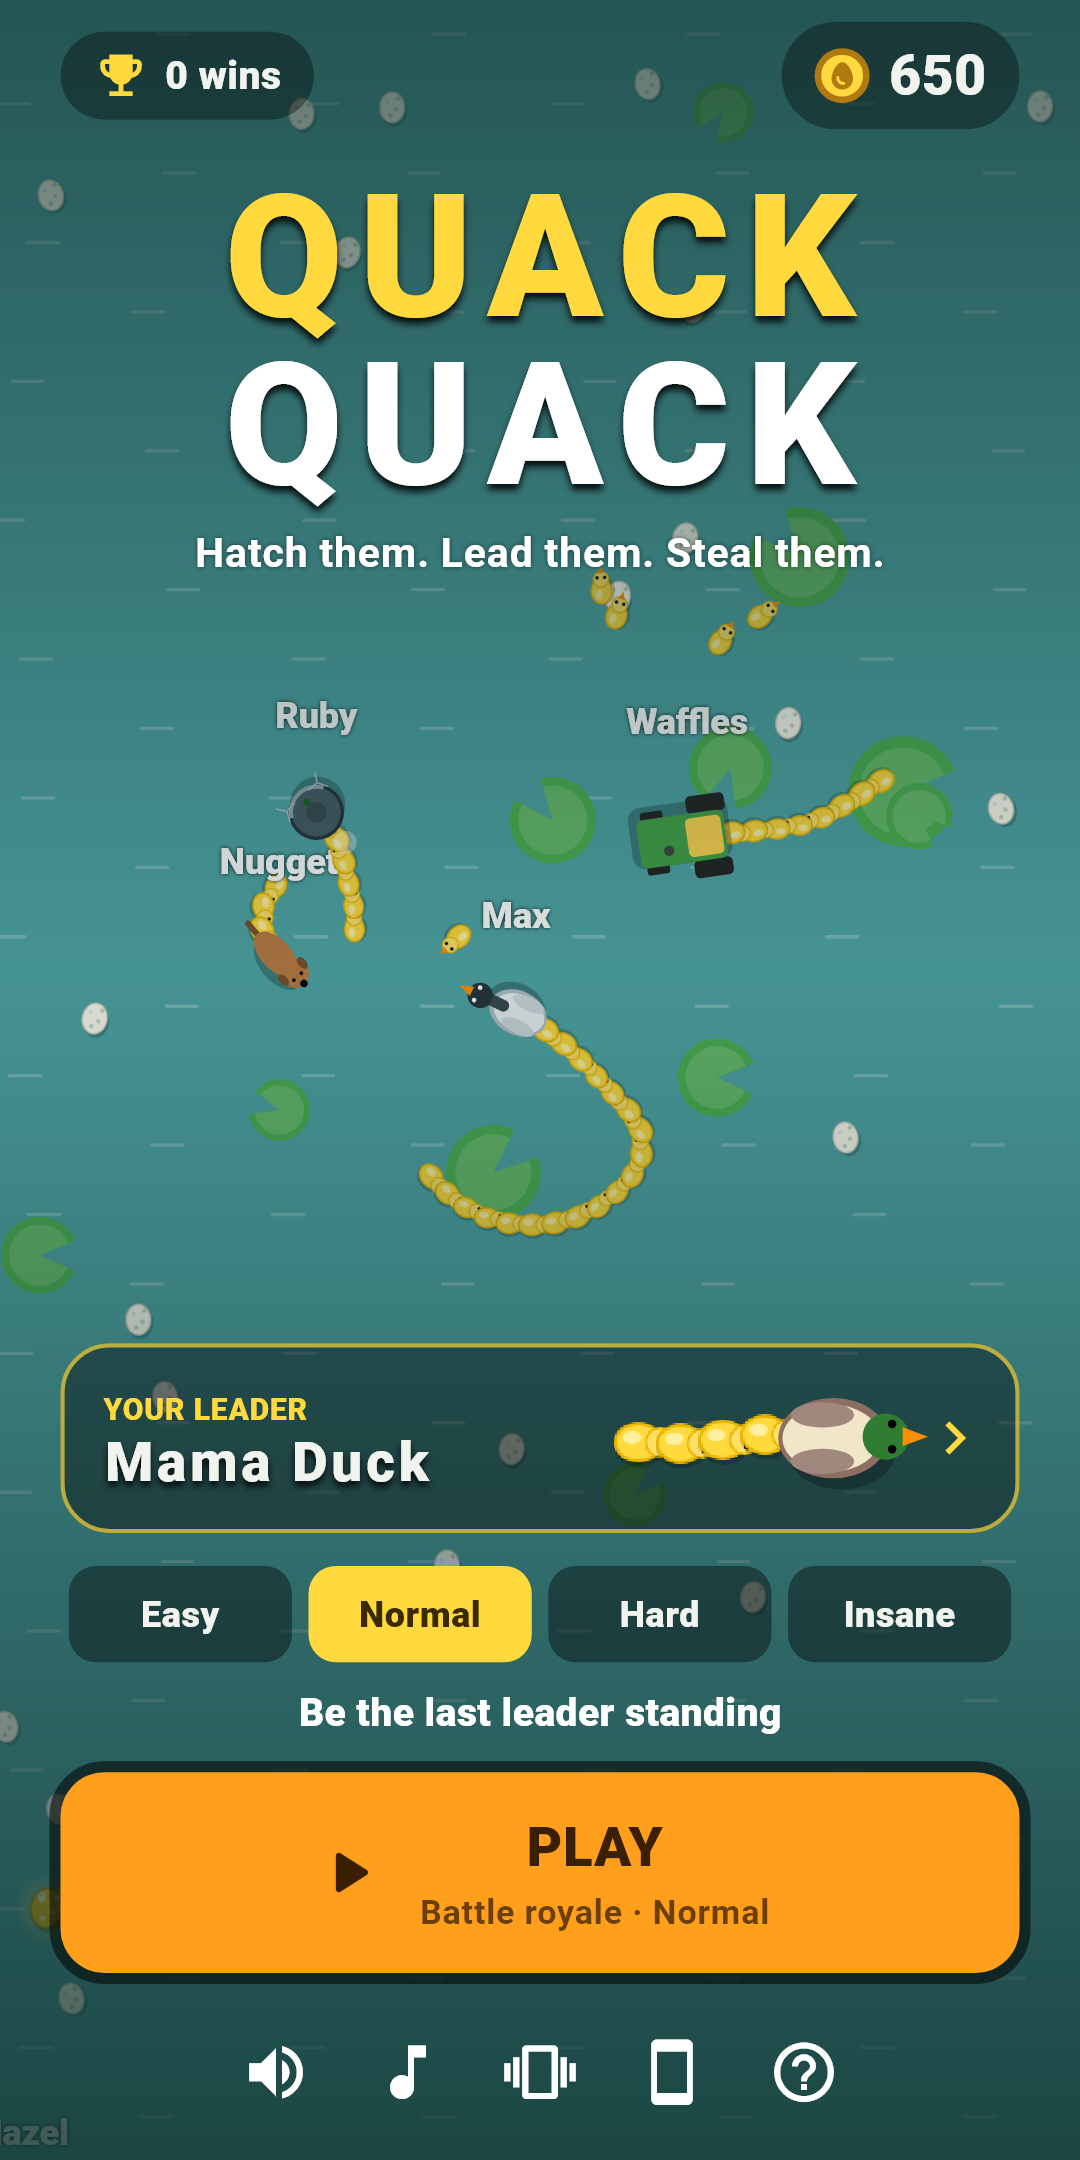 0 wins
650
QUACK
QUACK
Hatch them. Lead them. Steal them.
Ruby
Waffles
Nugget
Max
YOUR LEADER
Mama Duck
Easy
Normal
Hard
Insane
Be the last leader standing
PLAY
Battle royale · Normal
azel